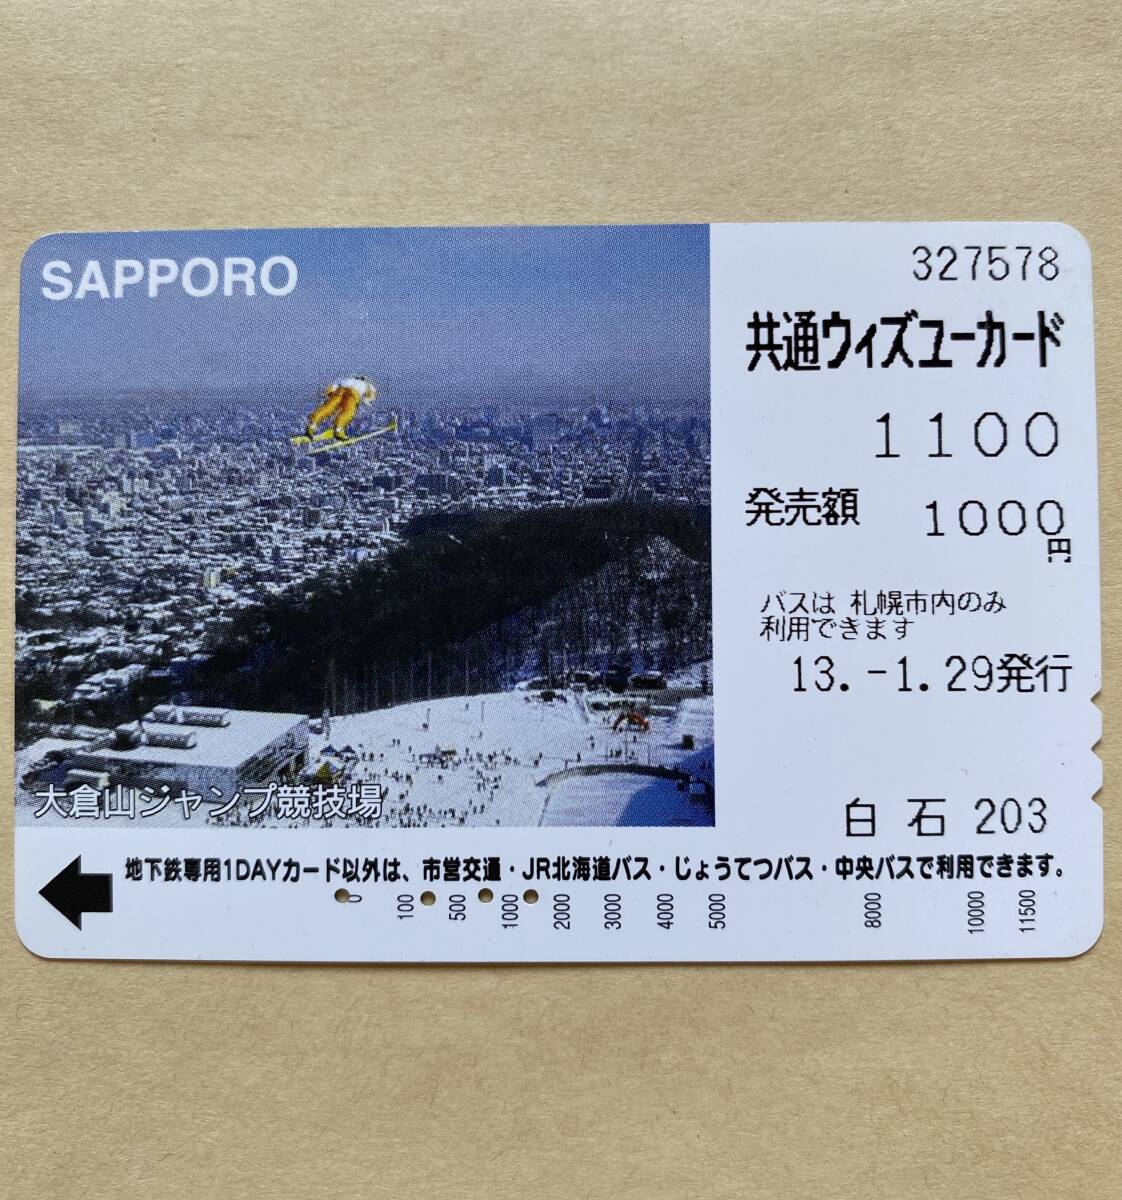 SAPPORO
327578
共通ウィズユーカード
1100
発売額 1000円
バスは 札幌市内のみ
利用できます
13.-1.29発行
大倉山ジャンプ競技場
白石 203
地下鉄専用1DAYカード以外は、市営交通・JR北海道バス・じょうてつバス・中央バスで利用できます。
0 100 500 1000 2000 3000 4000 5000 8000 10000 11500